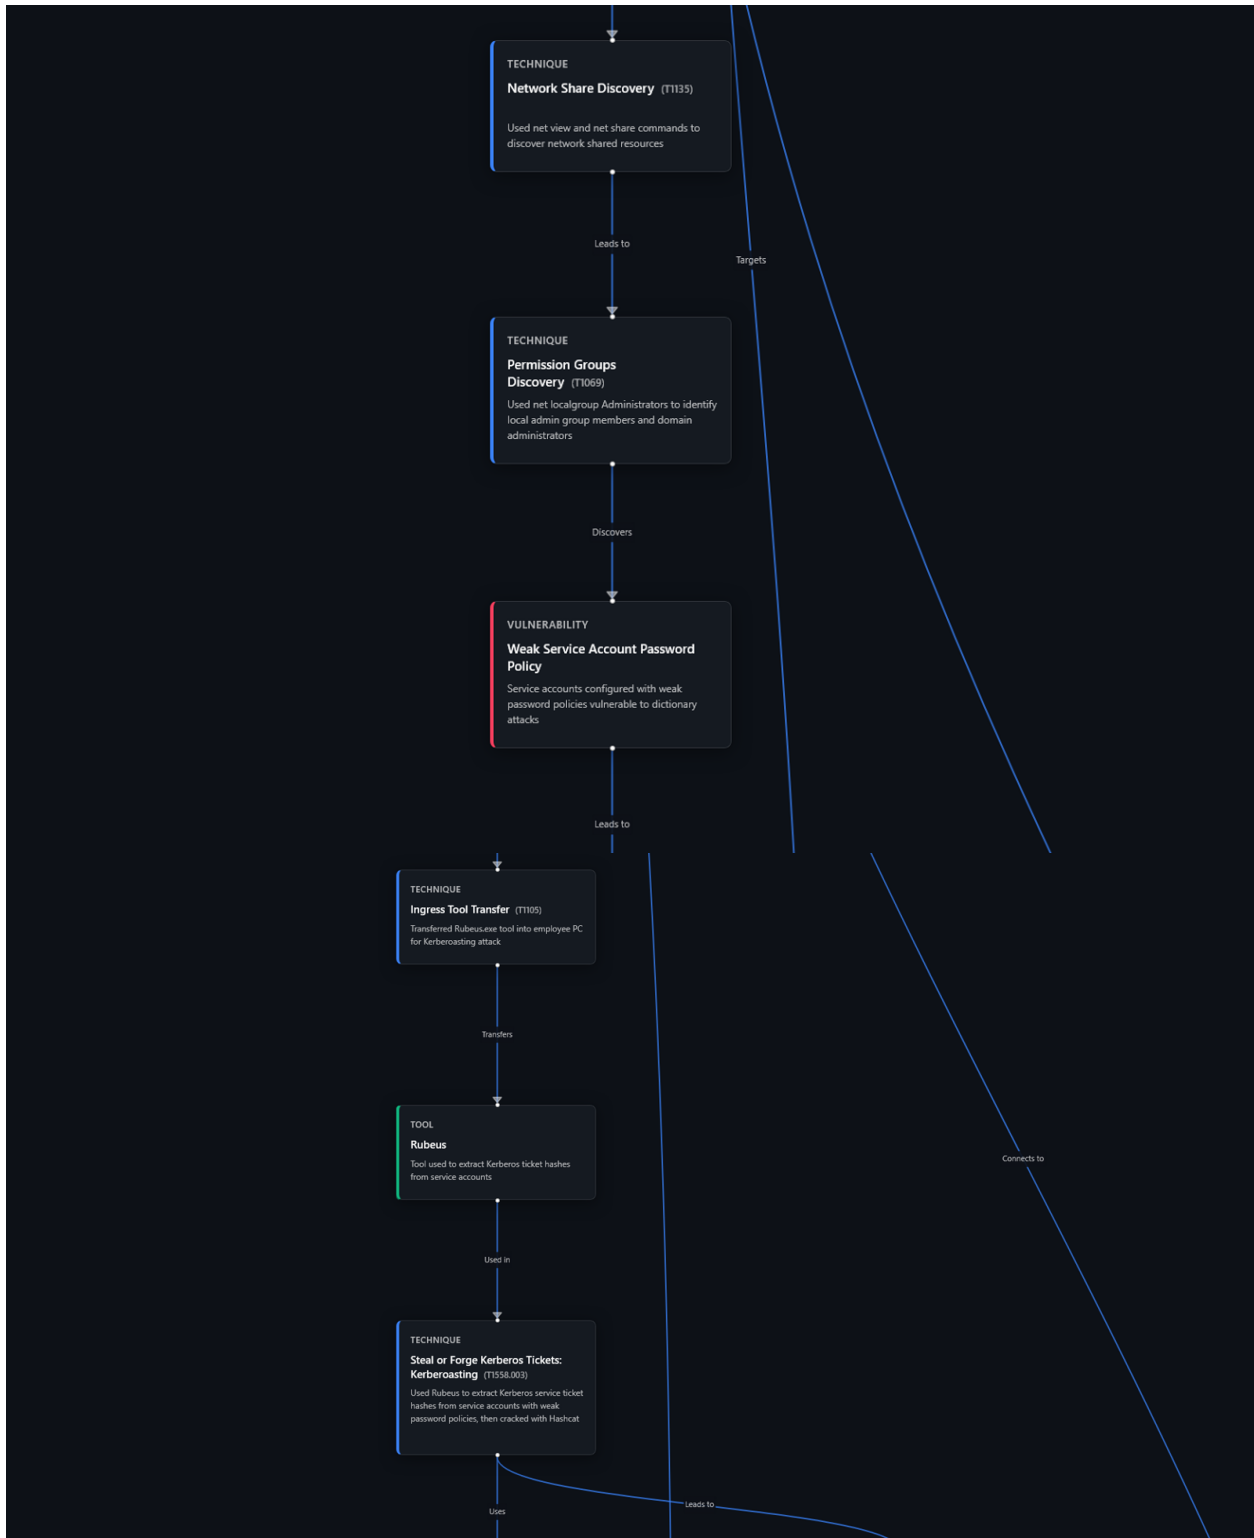 TECHNIQUE
Network Share Discovery (T1135)
Used net view and net share commands to
discover network shared resources
Leads to
Targets
TECHNIQUE
Permission Groups
Discovery (T1069)
Used net localgroup Administrators to identify
local admin group members and domain
administrators
Discovers
VULNERABILITY
Weak Service Account Password
Policy
Service accounts configured with weak
password policies vulnerable to dictionary
attacks
Leads to
TECHNIQUE
Ingress Tool Transfer (T1105)
Transferred Rubeus.exe tool into employee PC
for Kerberoasting attack
Transfers
TOOL
Rubeus
Tool used to extract Kerberos ticket hashes
from service accounts
Connects to
Used in
TECHNIQUE
Steal or Forge Kerberos Tickets:
Kerberoasting (T1558.003)
Used Rubeus to extract Kerberos service ticket
hashes from service accounts with weak
password policies, then cracked with Hashcat
Leads to
Uses